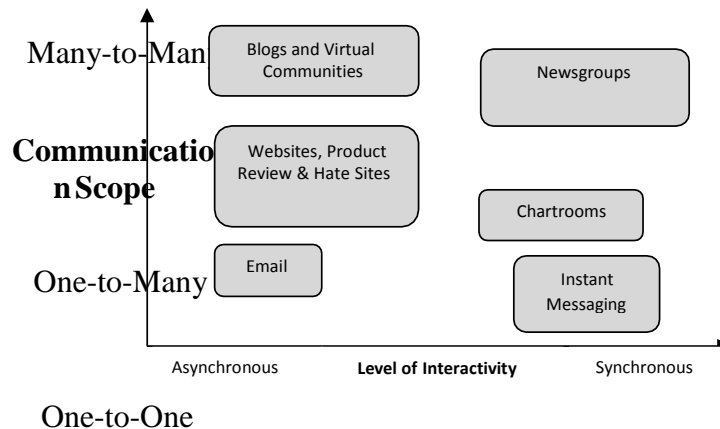 Many-to-Man
Blogs and Virtual
Communities
Newsgroups
Communicatio
n Scope
Websites, Product
Review & Hate Sites
Chartrooms
One-to-Many
Email
Instant
Messaging
Asynchronous
Level of Interactivity
Synchronous
One-to-One